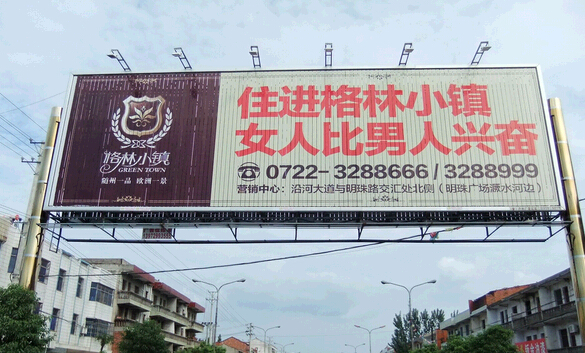 格林小镇
GREEN TOWN
随州一品 欧洲一景
住进格林小镇
女人比男人兴奋
0722-3288666/3288999
营销中心：沿河大道与明珠路交汇处北侧（明珠广场㵐水河边）